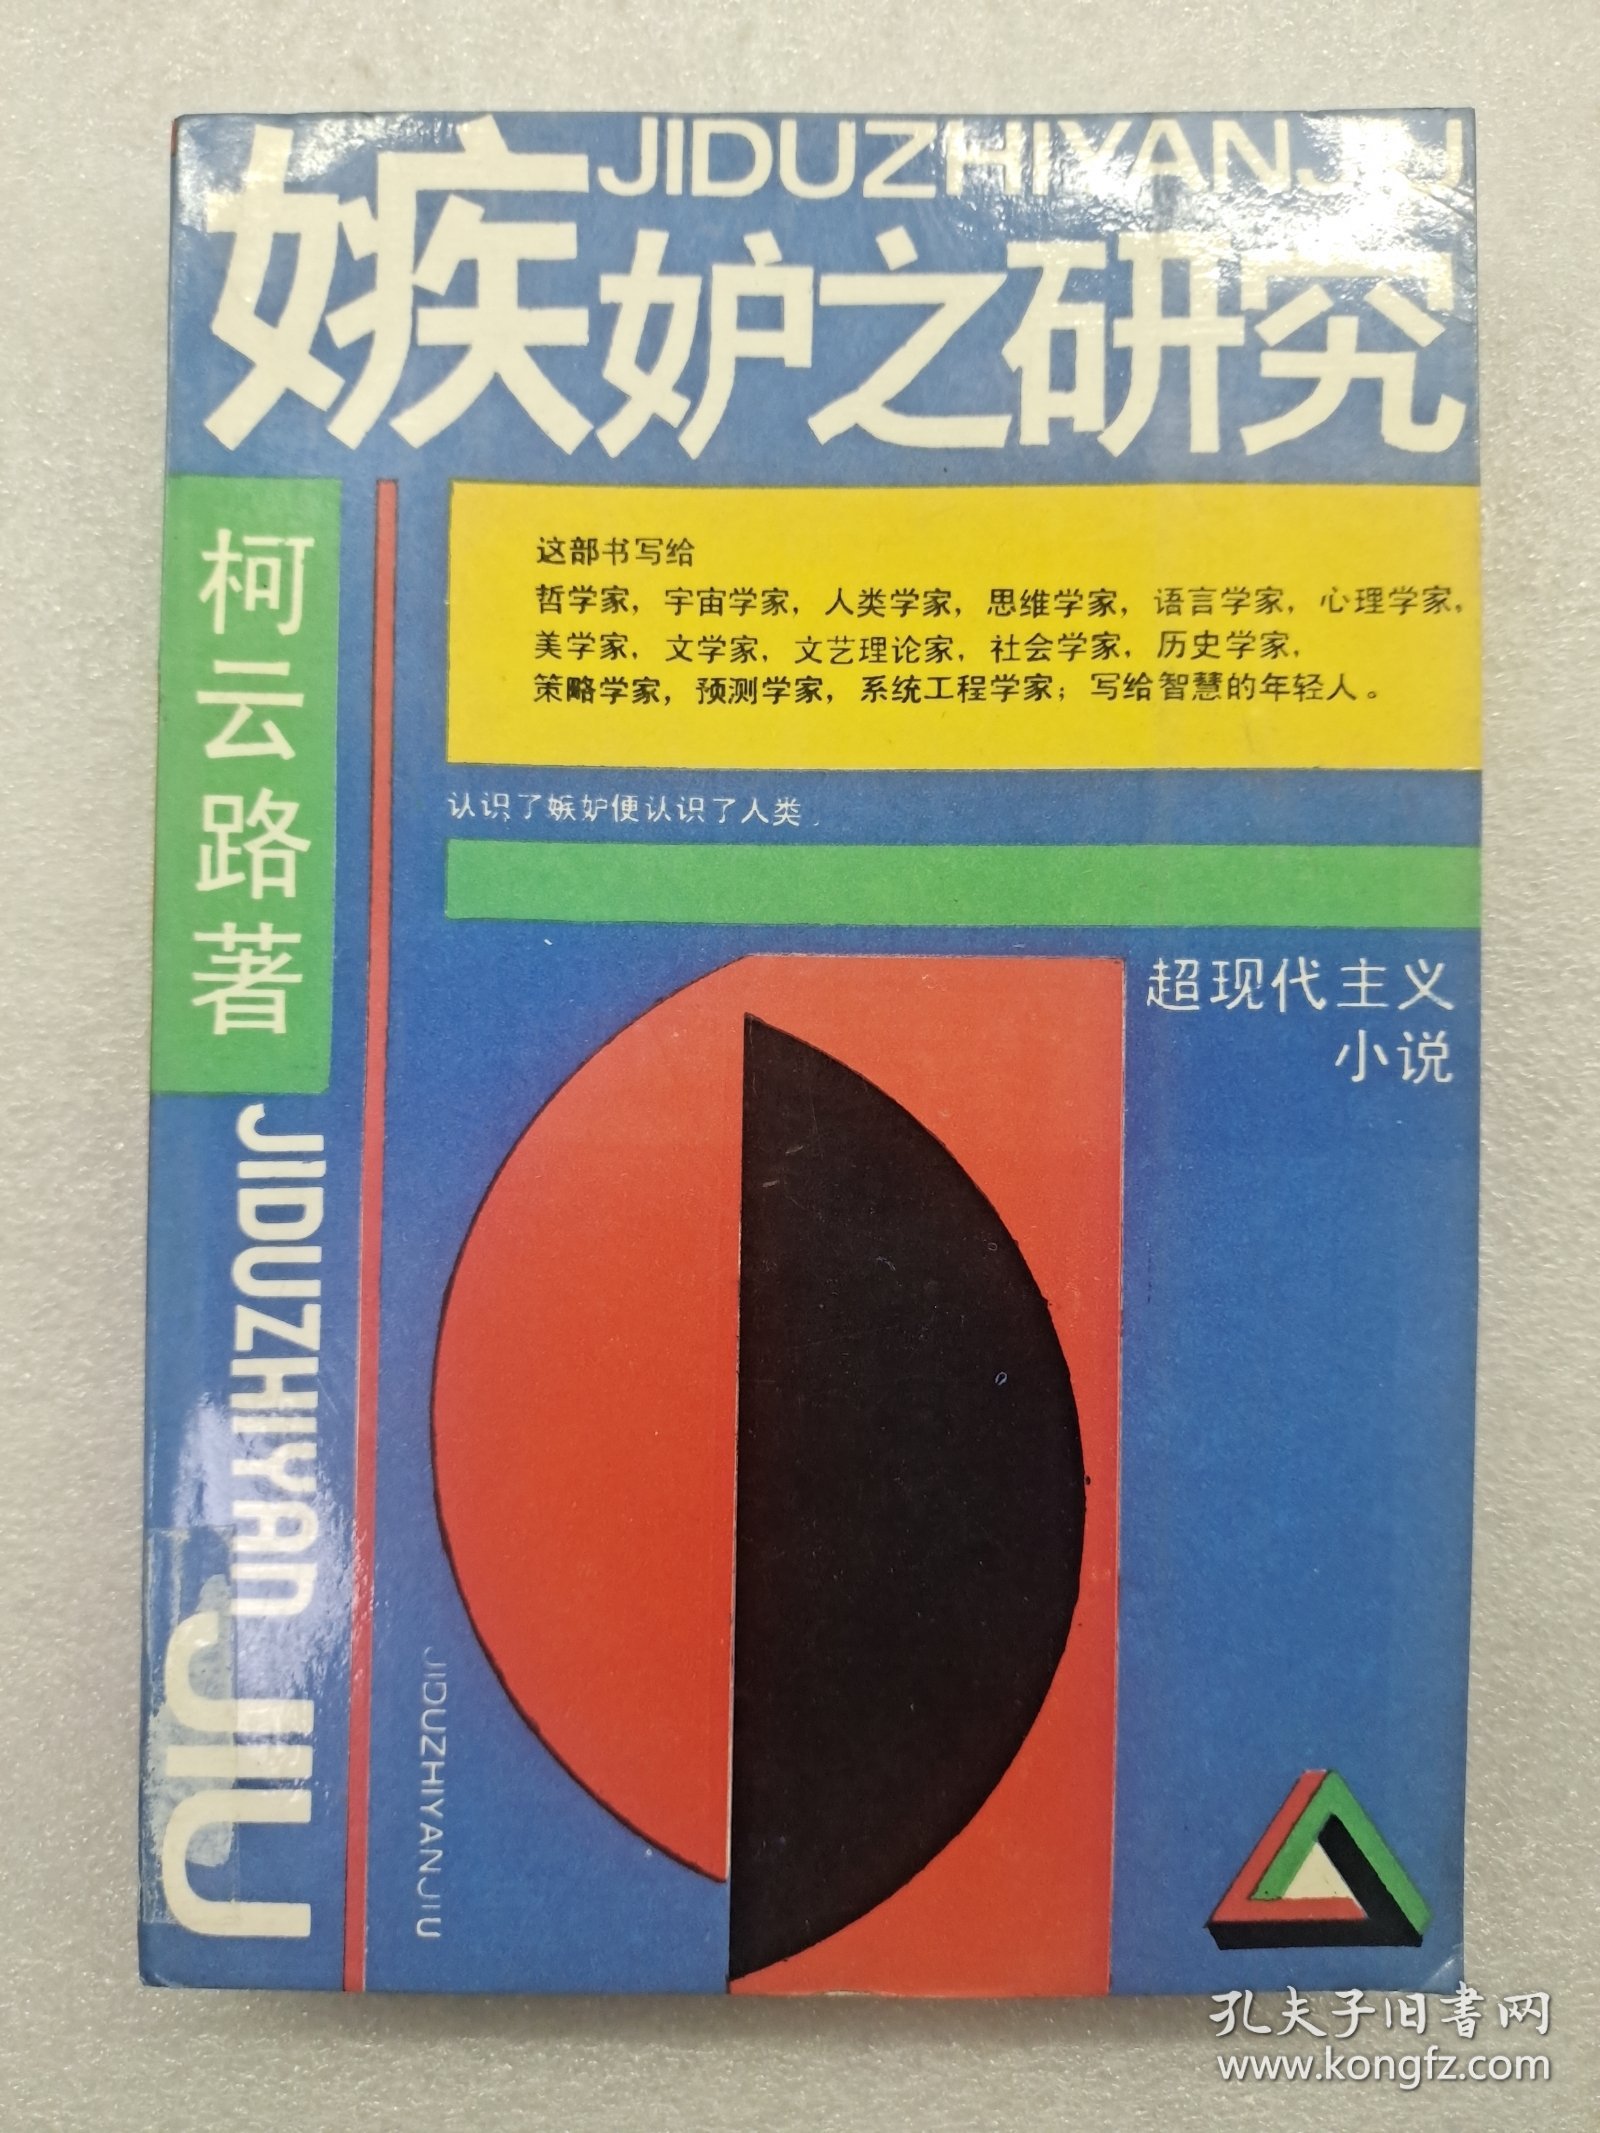 JIDUZHIYANJIU
嫉妒之研究
柯云路著
这部书写给
哲学家，宇宙学家，人类学家，思维学家，语言学家，心理学家，
美学家，文学家，文艺理论家，社会学家，历史学家，
策略学家，预测学家，系统工程学家；写给智慧的年轻人。
认识了嫉妒便认识了人类
超现代主义
小说
JIDUZHIYAN
JIU
JIDUZHIYANJIU
孔夫子旧书网
www.kongfz.com